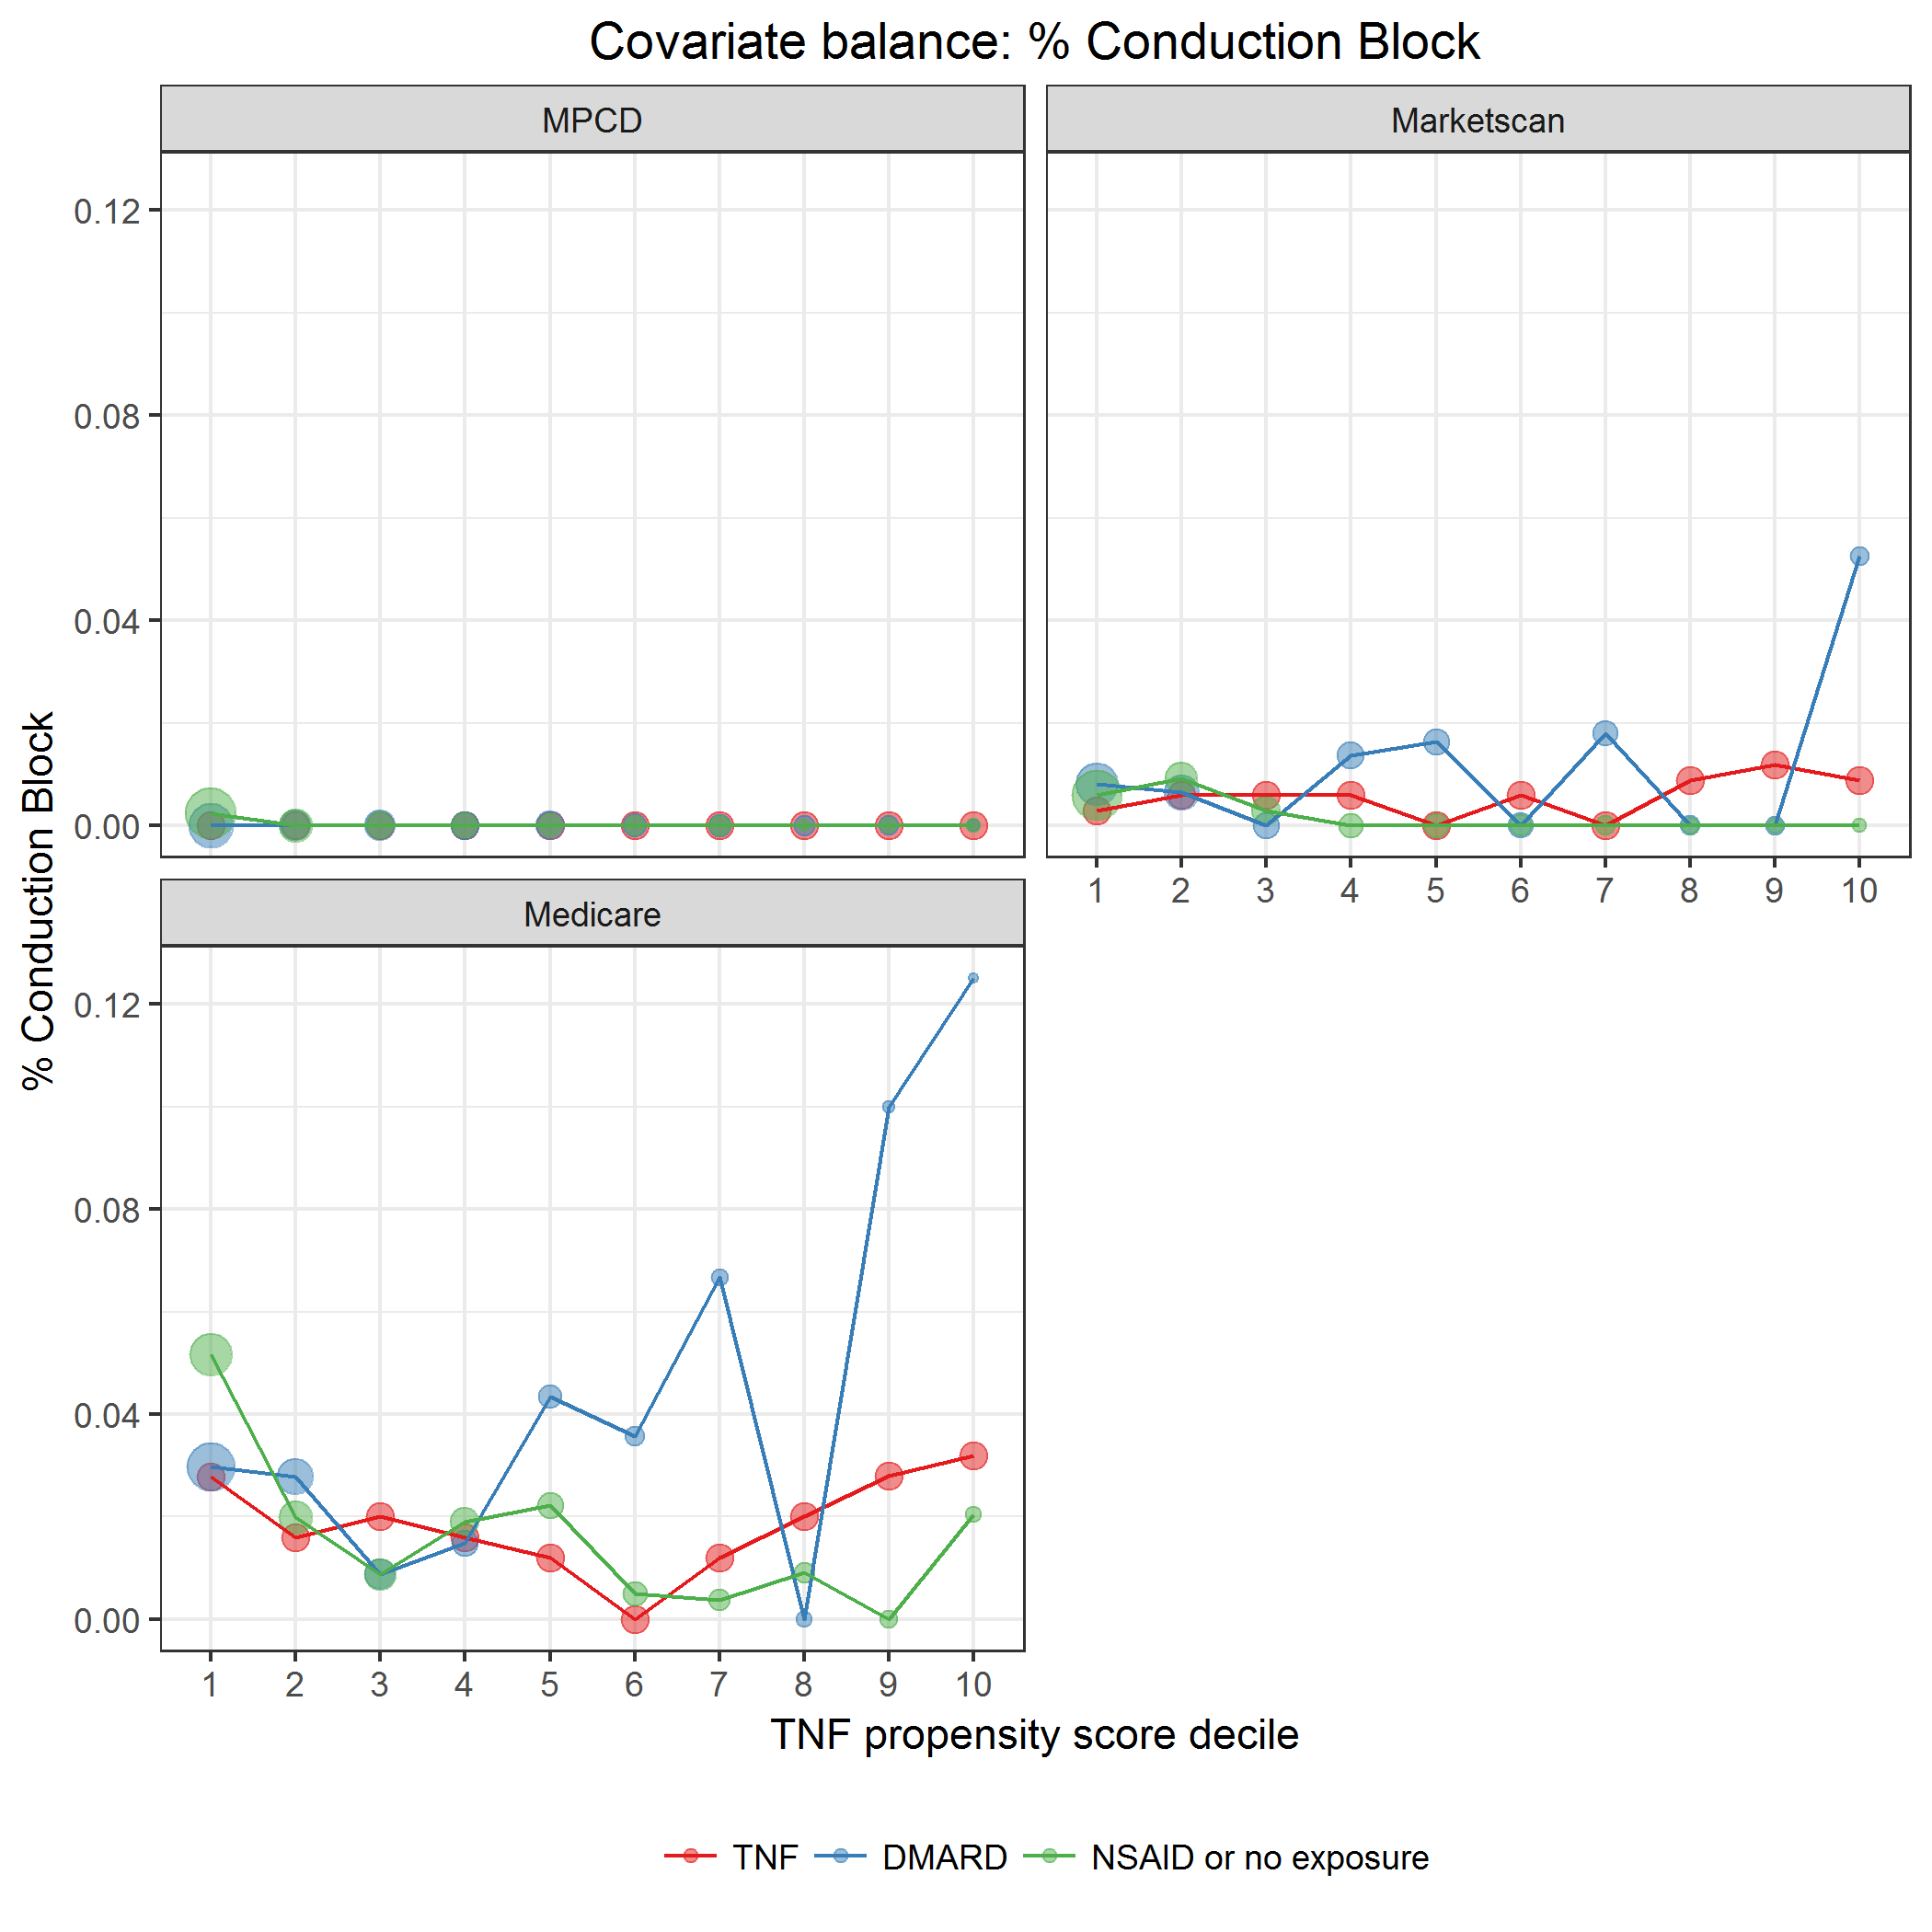 Covariate balance: % Conduction Block
MPCD
Marketscan
0.12
0.08
0.04
0.00
1 2 3 4 5 6 7 8 9 10
Medicare
0.12
0.08
0.04
0.00
1 2 3 4 5 6 7 8 9 10
% Conduction Block
TNF propensity score decile
TNF DMARD NSAID or no exposure